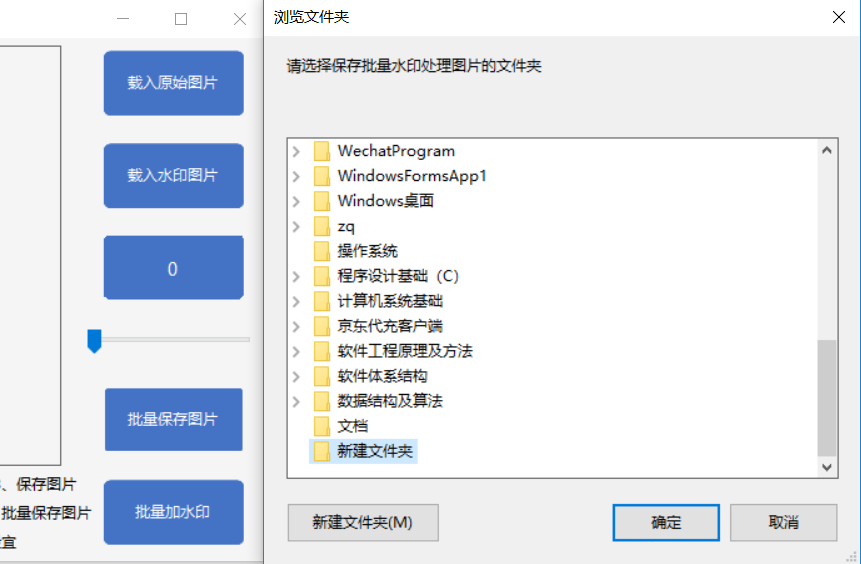 浏览文件夹
请选择保存批量水印处理图片的文件夹
载入原始图片
载入水印图片
0
批量保存图片
批量加水印
、保存图片
批量保存图片
宜
WechatProgram
WindowsFormsApp1
Windows桌面
zq
操作系统
程序设计基础（C）
计算机系统基础
京东代充客户端
软件工程原理及方法
软件体系结构
数据结构及算法
文档
新建文件夹
新建文件夹(M)
确定
取消